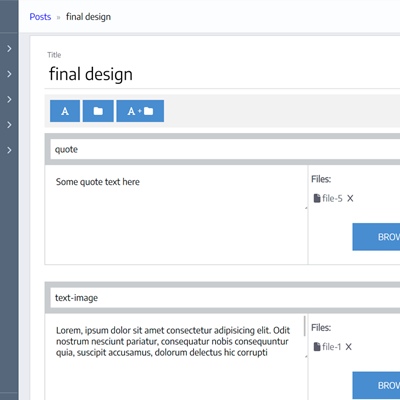 Posts » final design
Title
final design
A
A +
quote
Some quote text here
Files:
file-5 X
BROW
text-image
Lorem, ipsum dolor sit amet consectetur adipisicing elit. Odit
nostrum nesciunt pariatur, consequatur nobis consequuntur
quia, suscipit accusamus, dolorum delectus hic corrupti
Files:
file-1 X
BROW